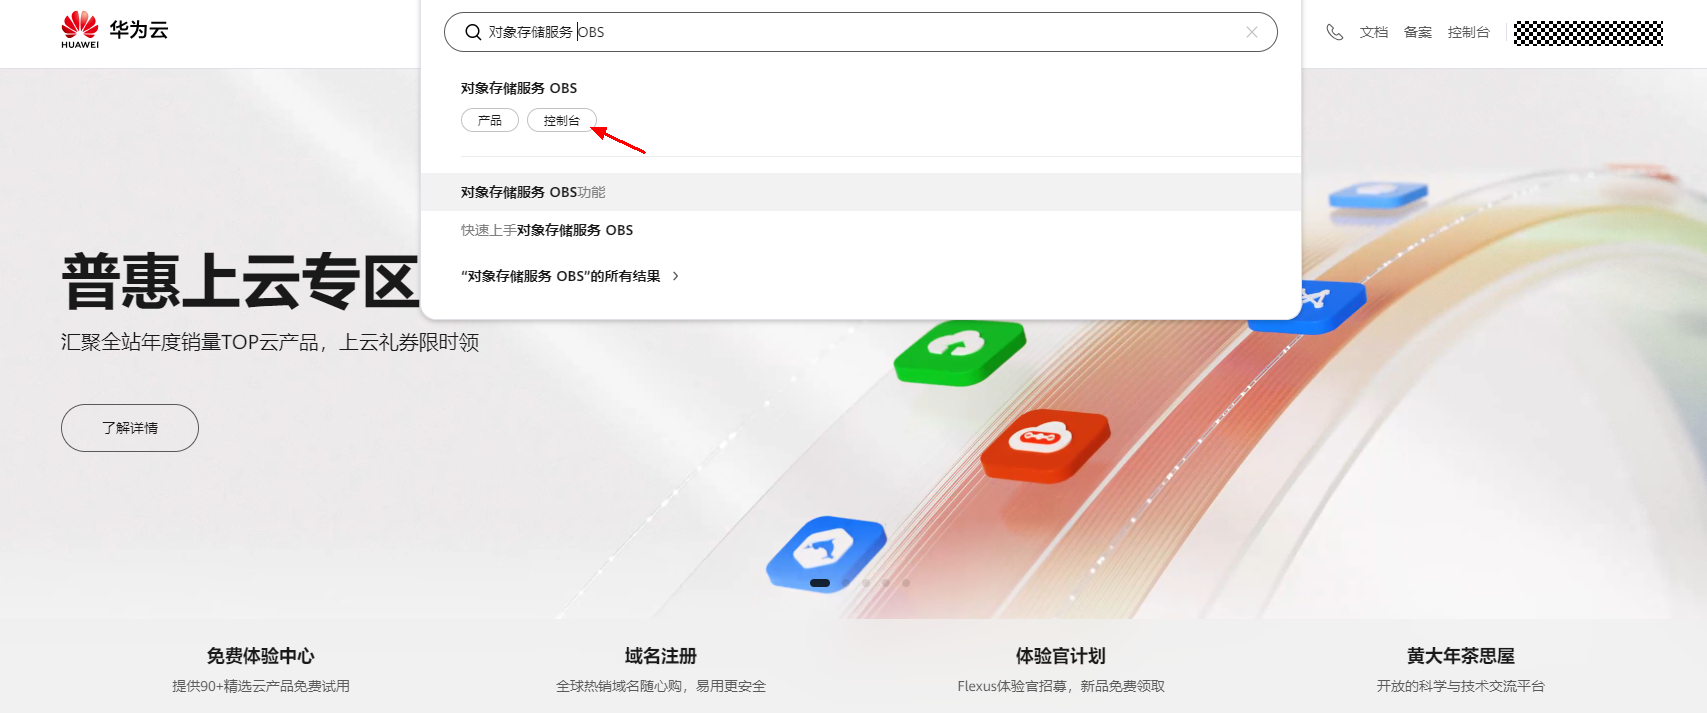 HUAWEI
华为云
对象存储服务 OBS
文档
备案
控制台
对象存储服务 OBS
产品
控制台
对象存储服务 OBS功能
快速上手对象存储服务 OBS
“对象存储服务 OBS”的所有结果
普惠上云专区
汇聚全站年度销量TOP云产品，上云礼券限时领
了解详情
免费体验中心
提供90+精选云产品免费试用
域名注册
全球热销域名随心购，易用更安全
体验官计划
Flexus体验官招募，新品免费领取
黄大年茶思屋
开放的科学与技术交流平台